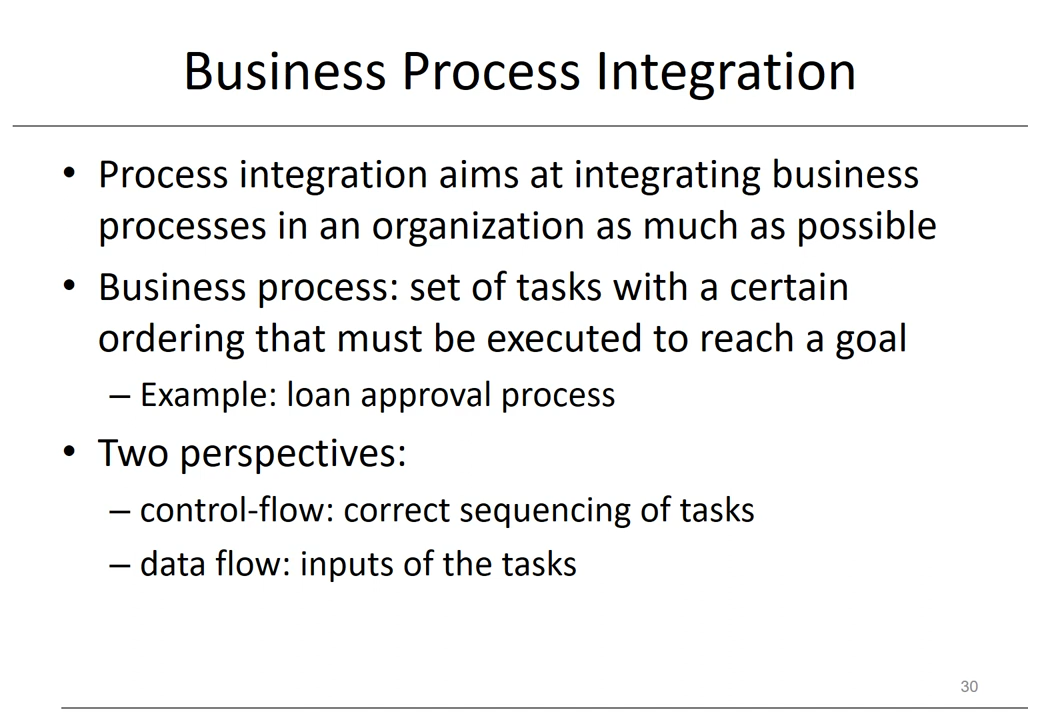 Business Process Integration
• Process integration aims at integrating business
processes in an organization as much as possible
• Business process: set of tasks with a certain
ordering that must be executed to reach a goal
– Example: loan approval process
• Two perspectives:
– control-flow: correct sequencing of tasks
– data flow: inputs of the tasks
30